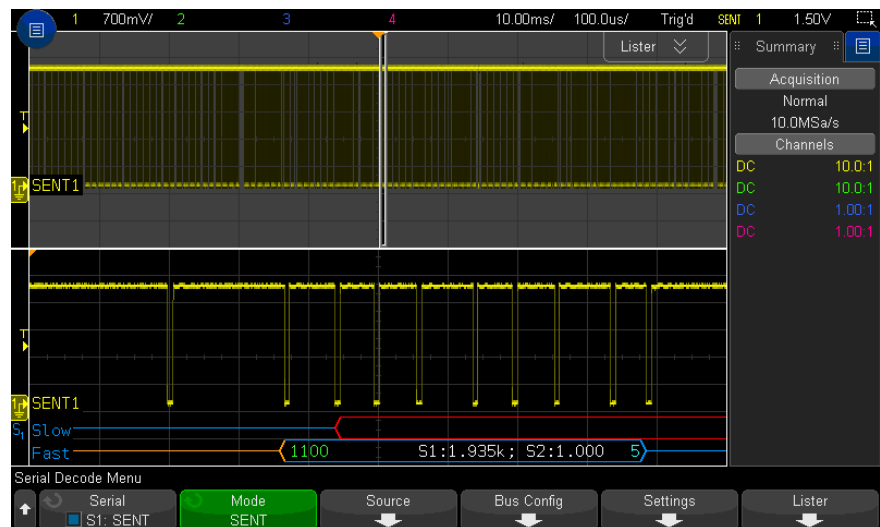 1 700mV/ 2 3 4 10.00ms/ 100.0us/ Trig'd SENT 1 1.50V
Lister
Summary
Acquisition
Normal
10.0MSa/s
Channels
DC 10.0:1
DC 10.0:1
DC 1.00:1
DC 1.00:1
T
1 SENT1
T
1 SENT1
S1 Slow
Fast 1100 S1:1.935k; S2:1.000 5
Serial Decode Menu
Serial Mode Source Bus Config Settings Lister
S1: SENT SENT